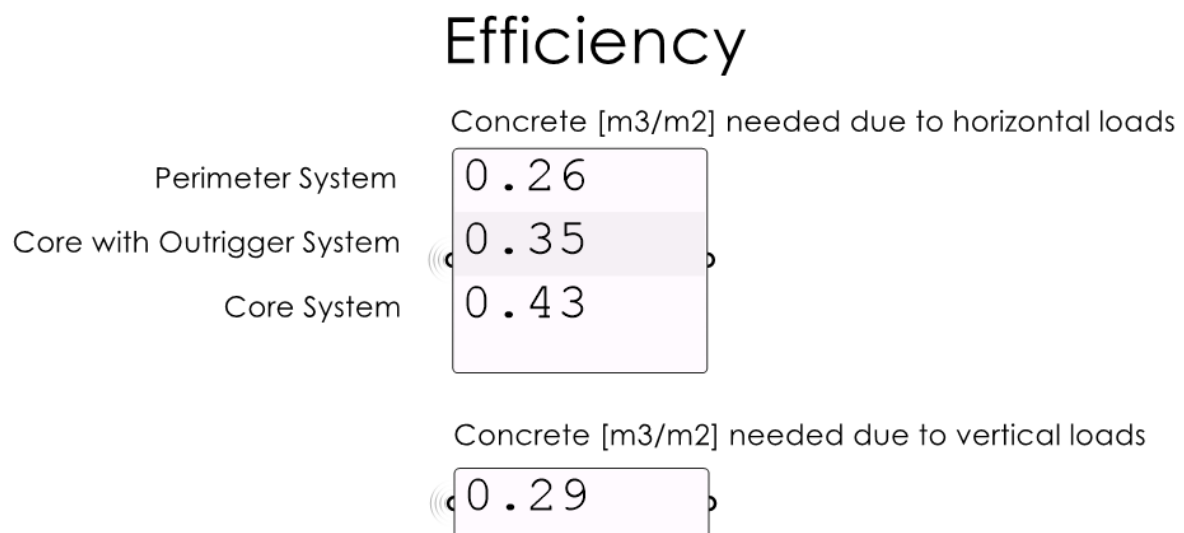 Efficiency
Concrete [m3/m2] needed due to horizontal loads
Perimeter System 0.26
Core with Outrigger System 0.35
Core System 0.43
Concrete [m3/m2] needed due to vertical loads
0.29